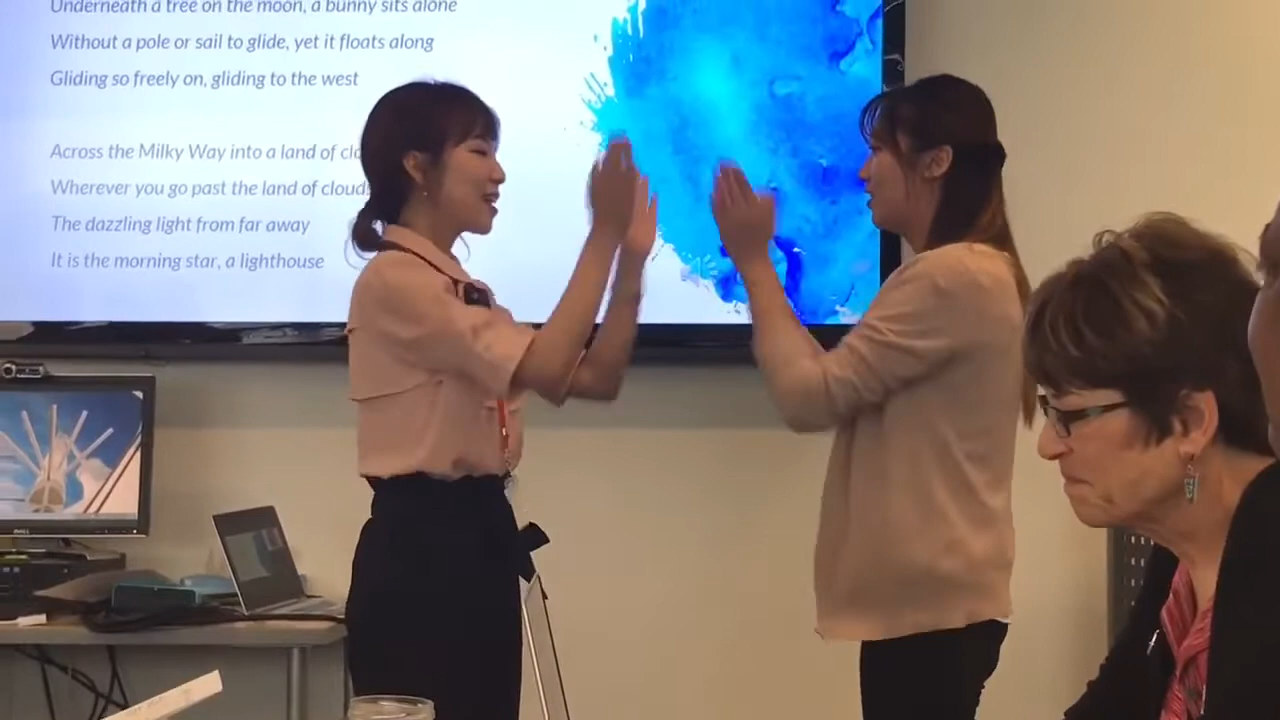 Underneath a tree on the moon, a bunny sits alone
Without a pole or sail to glide, yet it floats along
Gliding so freely on, gliding to the west
Across the Milky Way into a land of
Wherever you go past the land of clouds
The dazzling light from far away
It is the morning star, a lighthouse
DELL